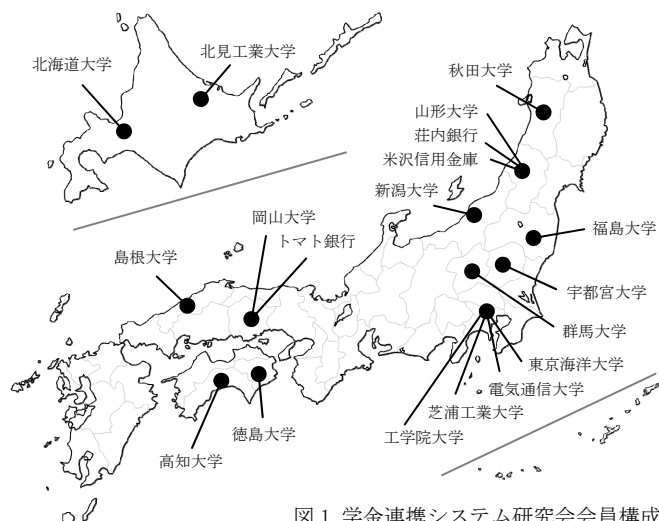 北海道大学
北見工業大学
秋田大学
山形大学
荘内銀行
米沢信用金庫
新潟大学
福島大学
岡山大学
トマト銀行
島根大学
宇都宮大学
群馬大学
東京海洋大学
電気通信大学
芝浦工業大学
工学院大学
徳島大学
高知大学
図 1 学金連携システム研究会会員構成